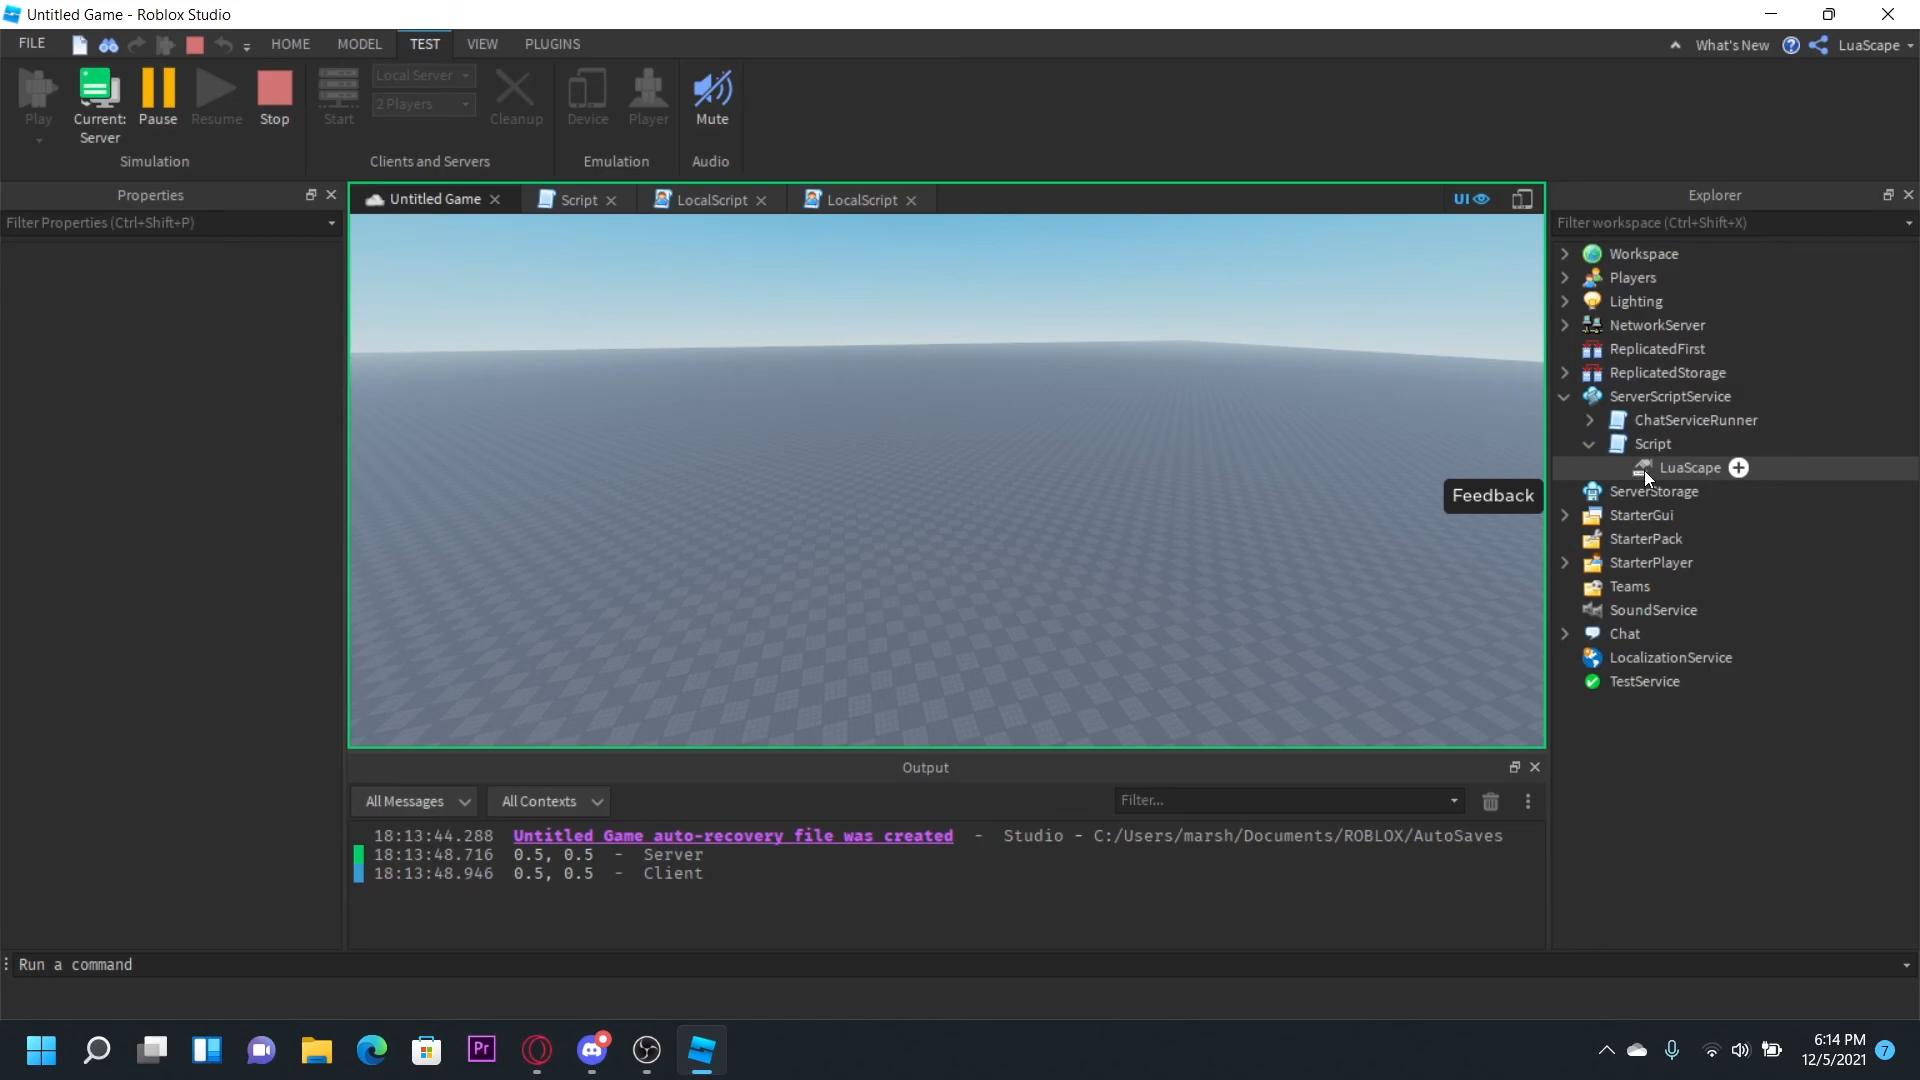 Untitled Game - Roblox Studio
FILE HOME MODEL TEST VIEW PLUGINS What's New LuaScape
Play
Current: Server
Pause
Resume
Stop
Start
Local Server
2 Players
Cleanup
Device
Player
Mute
Simulation
Clients and Servers
Emulation
Audio
Properties
Filter Properties (Ctrl+Shift+P)
Untitled Game
Script
LocalScript
LocalScript
UI
Feedback
Explorer
Filter workspace (Ctrl+Shift+X)
Workspace
Players
Lighting
NetworkServer
ReplicatedFirst
ReplicatedStorage
ServerScriptService
ChatServiceRunner
Script
LuaScape
ServerStorage
StarterGui
StarterPack
StarterPlayer
Teams
SoundService
Chat
LocalizationService
TestService
Output
All Messages
All Contexts
Filter...
18:13:44.288 Untitled Game auto-recovery file was created - Studio - C:/Users/marsh/Documents/ROBLOX/AutoSaves
18:13:48.716 0.5, 0.5 - Server
18:13:48.946 0.5, 0.5 - Client
Run a command
Pr
6:14 PM
12/5/2021
7